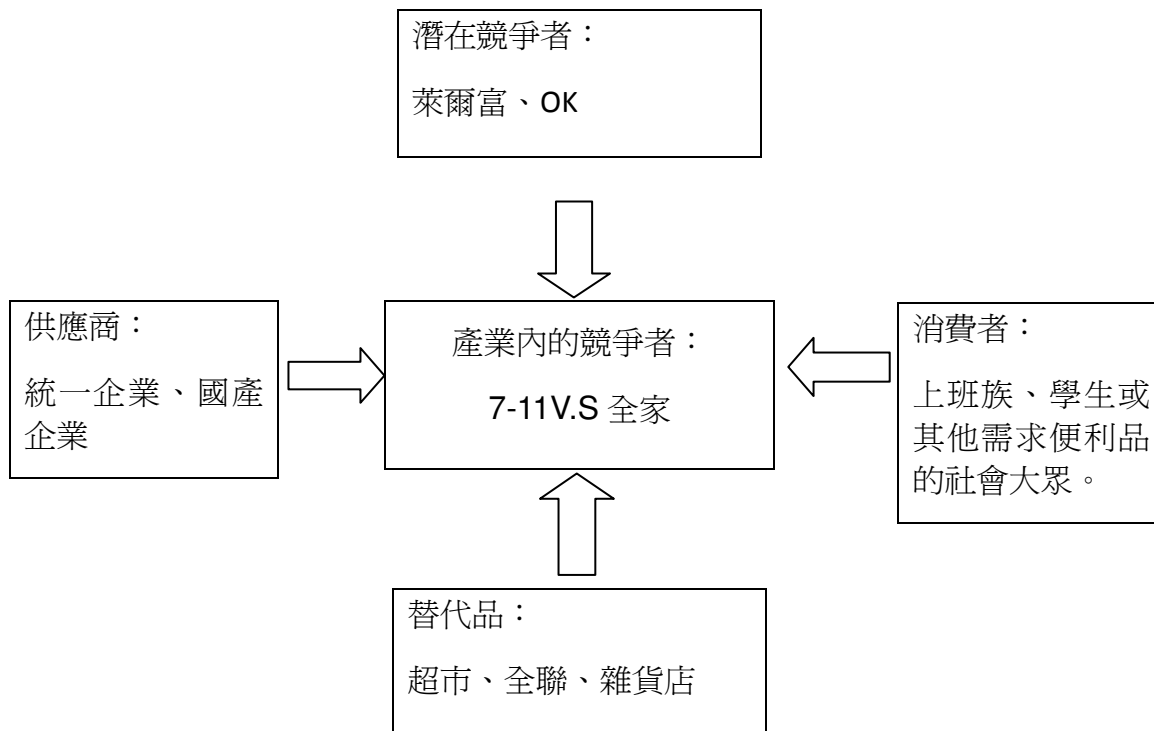 潛在競爭者：
萊爾富、OK
供應商：
統一企業、國產
企業
產業內的競爭者：
7-11V.S 全家
消費者：
上班族、學生或
其他需求便利品
的社會大眾。
替代品：
超市、全聯、雜貨店